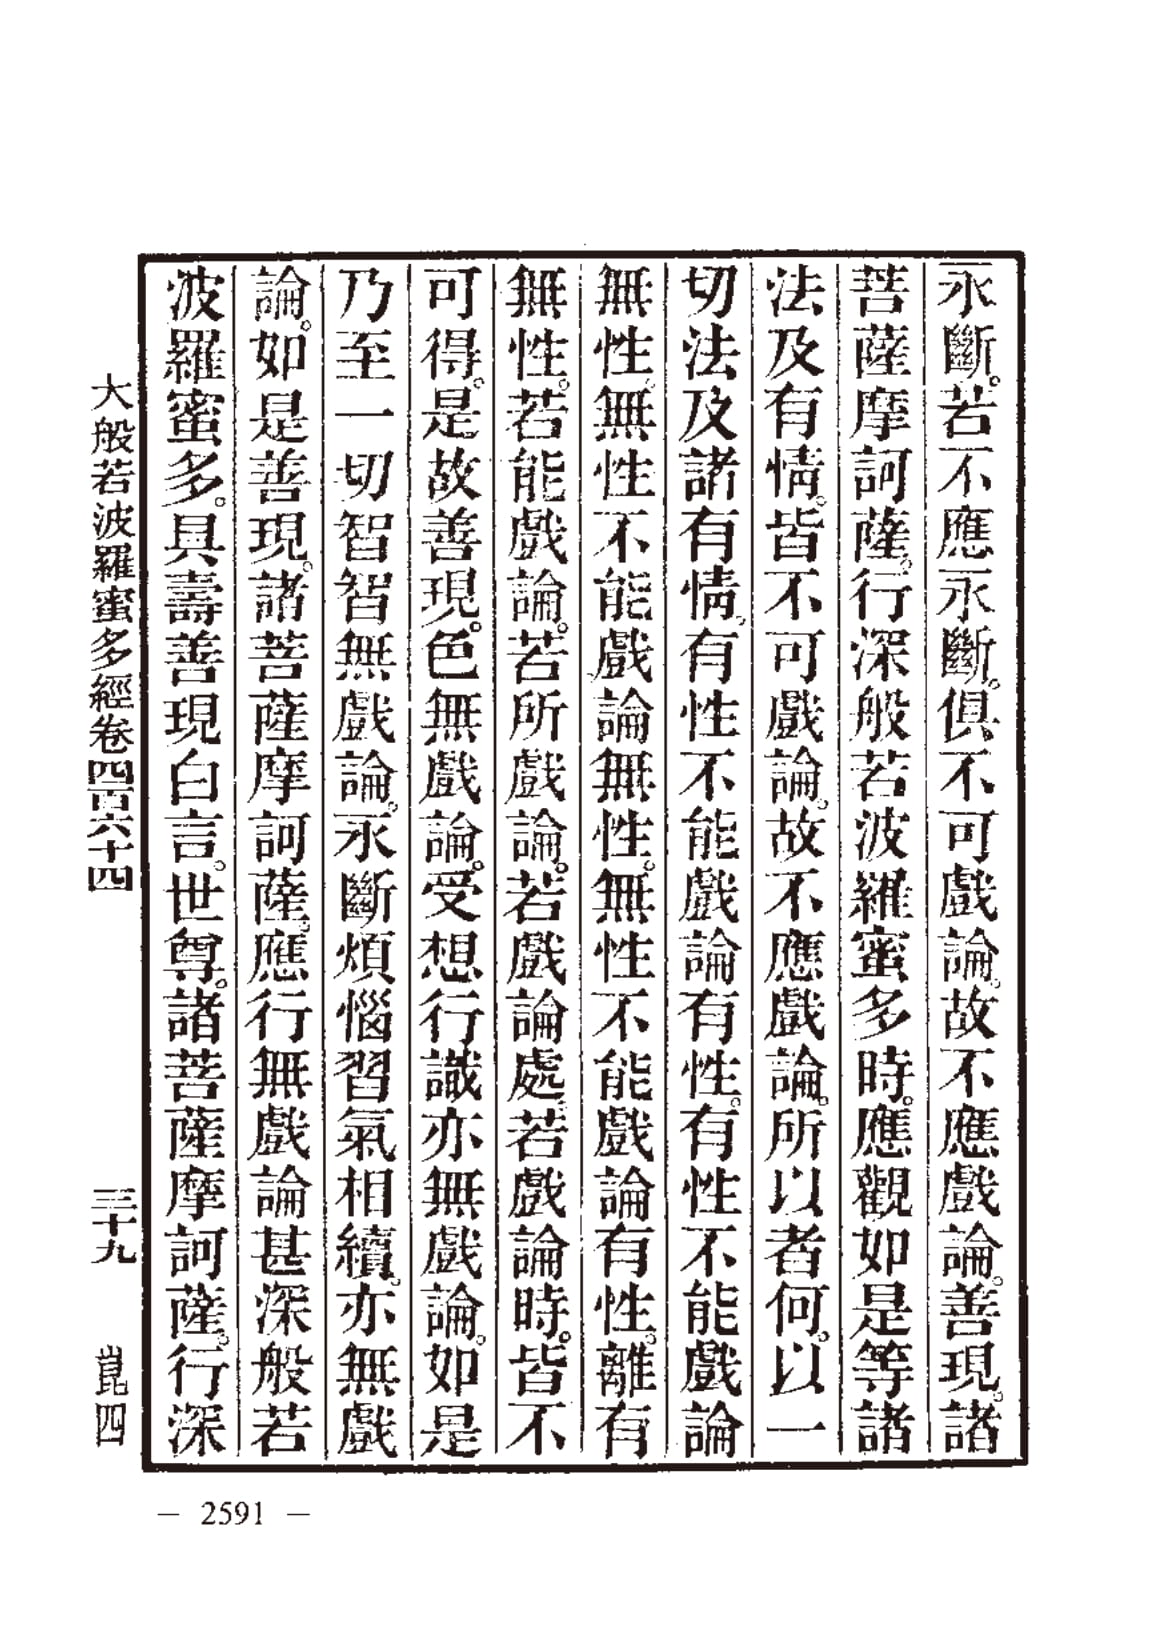 永斷。若不應永斷。俱不可戲論。故不應戲論。善現。諸
菩薩摩訶薩。行深般若波羅蜜多時。應觀如是等諸
法及有情。皆不可戲論。故不應戲論。所以者何。以一
切法及諸有情。有性不能戲論有性。有性不能戲論
無性。無性不能戲論無性。無性不能戲論有性。離有
無性。若能戲論。若所戲論。若戲論處。若戲論時。皆不
可得。是故善現。色無戲論。受想行識亦無戲論。如是
乃至一切智智無戲論。永斷煩惱習氣相續。亦無戲
論。如是善現。諸菩薩摩訶薩。應行無戲論甚深般若
波羅蜜多。具壽善現白言。世尊。諸菩薩摩訶薩。行深
大般若波羅蜜多經卷四百六十四 三十九 崑四
— 2591 —